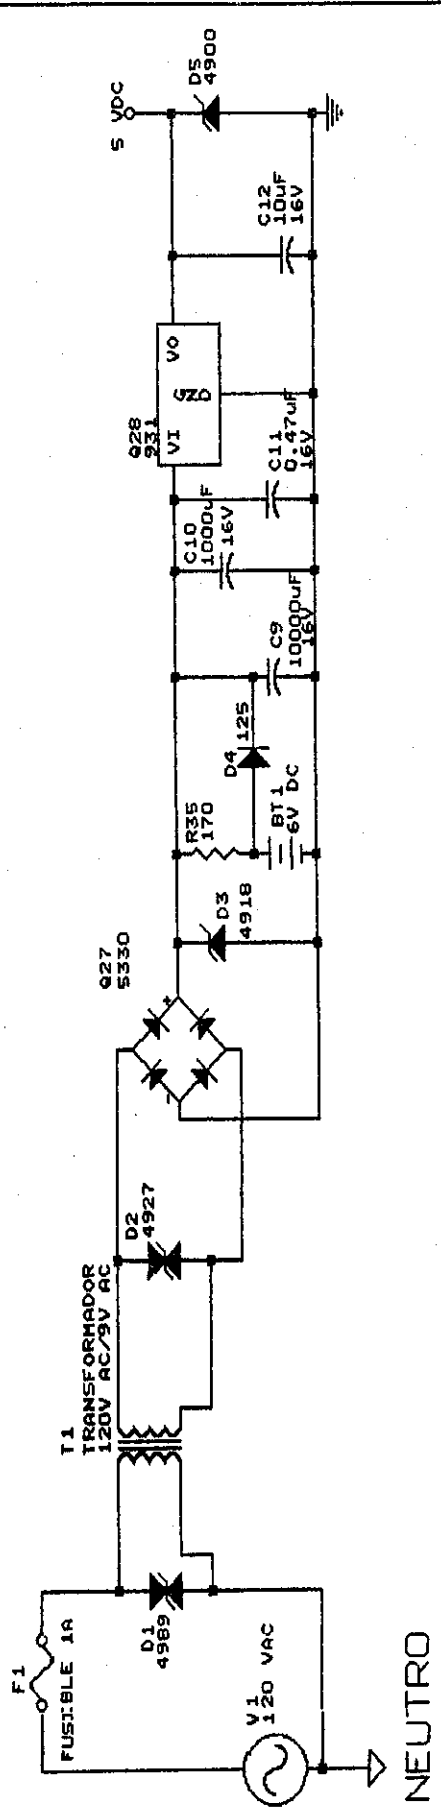 F1
FUSIBLE 1A
V1
120 VAC
NEUTRO
D1
4989
T1
TRANSFORMADOR
120V AC/9V AC
D2
4927
Q27
5330
+
-
D3
4918
R35
170
D4
125
BT1
6V DC
C9
10000uF
16V
C10
1000uF
16V
C11
0.47uF
16V
Q28
931
VI
GND
VO
C12
10uF
16V
5 VDC
D5
4900